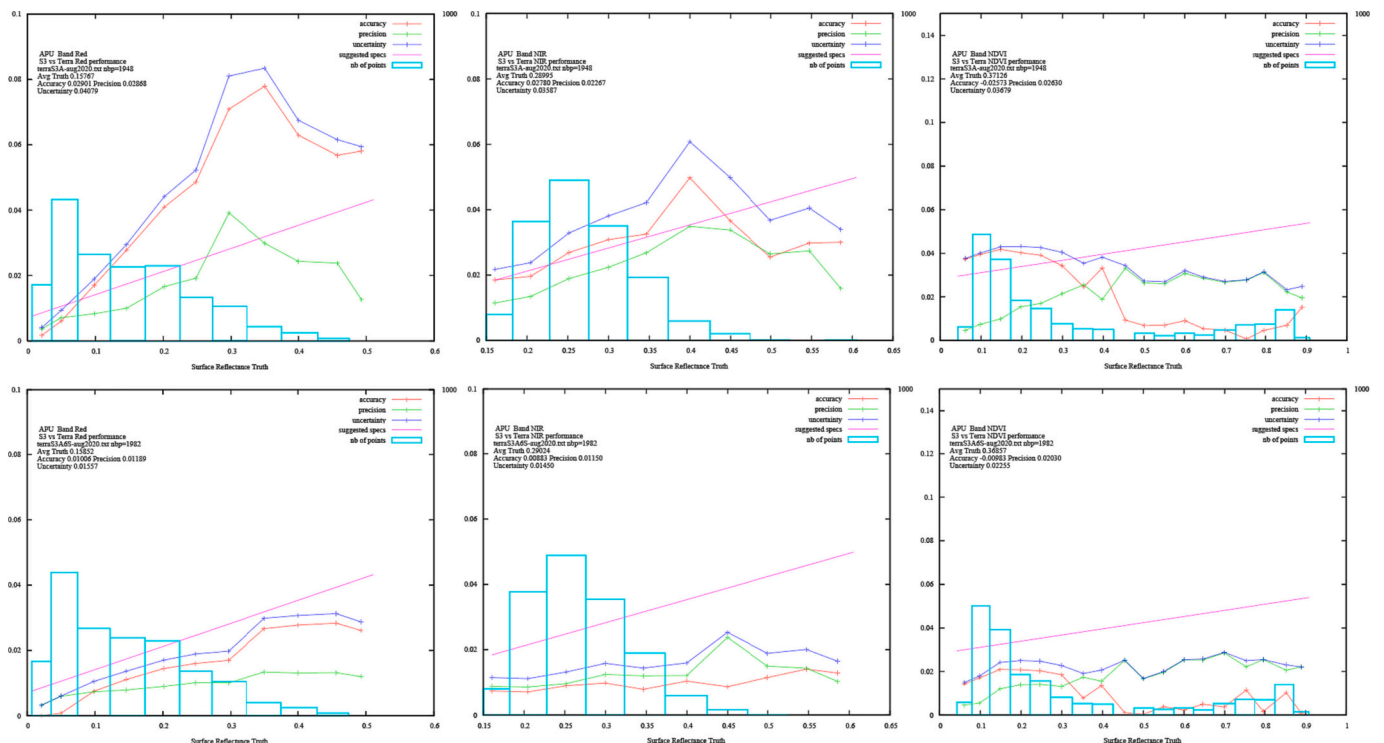 0.1
0.08
0.06
0.04
0.02
0
0 0.1 0.2 0.3 0.4 0.5 0.6
1000
Surface Reflectance Truth
APU Band Red
S3 vs Terra Red performance
terraS3A-aug2020.txt nbp=1948
Avg Truth 0.15767
Accuracy 0.02901 Precision 0.02868
Uncertainty 0.04079
accuracy
precision
uncertainty
suggested specs
nb of points
0.1
0.08
0.06
0.04
0.02
0
0.15 0.2 0.25 0.3 0.35 0.4 0.45 0.5 0.55 0.6 0.65
1000
Surface Reflectance Truth
APU Band NIR
S3 vs Terra NIR performance
terraS3A-aug2020.txt nbp=1948
Avg Truth 0.28995
Accuracy 0.02780 Precision 0.02267
Uncertainty 0.03587
accuracy
precision
uncertainty
suggested specs
nb of points
0.14
0.12
0.1
0.08
0.06
0.04
0.02
0
0 0.1 0.2 0.3 0.4 0.5 0.6 0.7 0.8 0.9 1
1000
Surface Reflectance Truth
APU Band NDVI
S3 vs Terra NDVI performance
terraS3A-aug2020.txt nbp=1948
Avg Truth 0.37126
Accuracy -0.02573 Precision 0.02630
Uncertainty 0.03679
accuracy
precision
uncertainty
suggested specs
nb of points
0.1
0.08
0.06
0.04
0.02
0
0 0.1 0.2 0.3 0.4 0.5 0.6
1000
Surface Reflectance Truth
APU Band Red
S3 vs Terra Red performance
terraS3A6S-aug2020.txt nbp=1982
Avg Truth 0.15852
Accuracy 0.01006 Precision 0.01189
Uncertainty 0.01557
accuracy
precision
uncertainty
suggested specs
nb of points
0.1
0.08
0.06
0.04
0.02
0
0.15 0.2 0.25 0.3 0.35 0.4 0.45 0.5 0.55 0.6 0.65
1000
Surface Reflectance Truth
APU Band NIR
S3 vs Terra NIR performance
terraS3A6S-aug2020.txt nbp=1982
Avg Truth 0.29024
Accuracy 0.00883 Precision 0.01150
Uncertainty 0.01450
accuracy
precision
uncertainty
suggested specs
nb of points
0.14
0.12
0.1
0.08
0.06
0.04
0.02
0
0 0.1 0.2 0.3 0.4 0.5 0.6 0.7 0.8 0.9 1
1000
Surface Reflectance Truth
APU Band NDVI
S3 vs Terra NDVI performance
terraS3A6S-aug2020.txt nbp=1982
Avg Truth 0.36857
Accuracy -0.00983 Precision 0.02030
Uncertainty 0.02255
accuracy
precision
uncertainty
suggested specs
nb of points